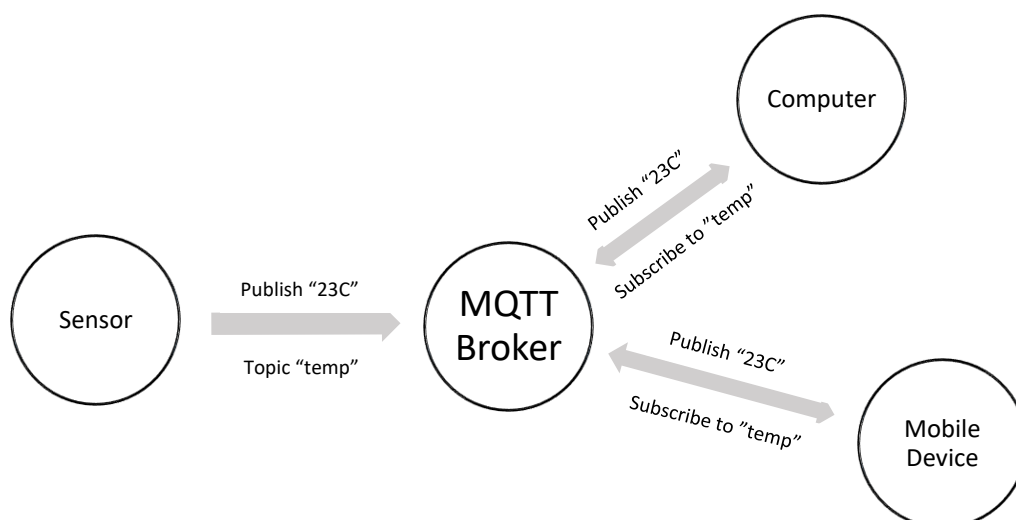 Computer
Publish “23C”
Subscribe to ”temp”
Sensor
Publish “23C”
Topic “temp”
MQTT
Broker
Publish “23C”
Subscribe to ”temp”
Mobile
Device